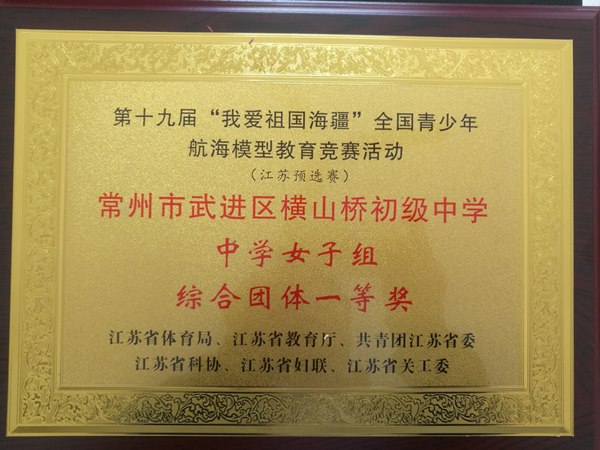 第十九届“我爱祖国海疆”全国青少年
航海模型教育竞赛活动
（江苏预选赛）
常州市武进区横山桥初级中学
中学女子组
综合团体一等奖
江苏省体育局、江苏省教育厅、共青团江苏省委
江苏省科协、江苏省妇联、江苏省关工委